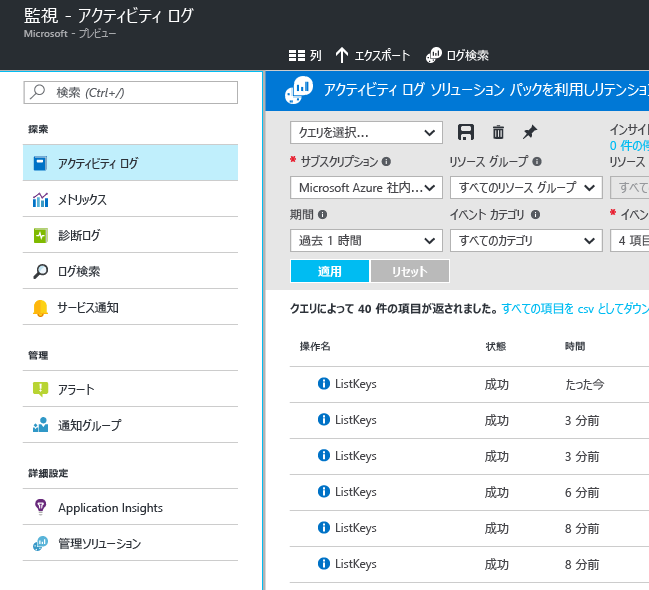 監視 - アクティビティ ログ
Microsoft - プレビュー
列 エクスポート ログ検索
検索 (Ctrl+/)
探索
アクティビティ ログ
メトリックス
診断ログ
ログ検索
サービス通知
管理
アラート
通知グループ
詳細設定
Application Insights
管理ソリューション
アクティビティ ログ ソリューション パックを利用しリテンション
クエリを選択...
インサイト
0 件の
* サブスクリプション リソース グループ リソース
Microsoft Azure 社内... すべてのリソース グループ すべて
期間 イベント カテゴリ * イベン
過去 1 時間 すべてのカテゴリ 4 項目
適用 リセット
クエリによって 40 件の項目が返されました。 すべての項目を csv としてダウン
操作名 状態 時間
ListKeys 成功 たった今
ListKeys 成功 3 分前
ListKeys 成功 3 分前
ListKeys 成功 6 分前
ListKeys 成功 8 分前
ListKeys 成功 8 分前